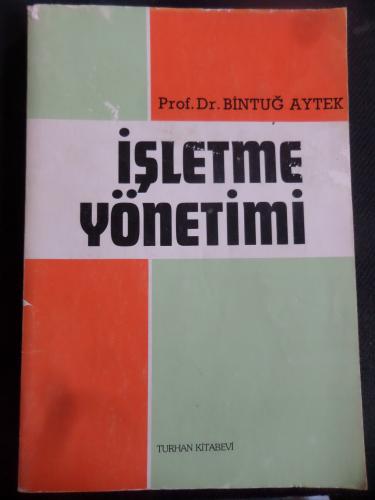 Prof. Dr. BİNTUĞ AYTEK
İŞLETME
YÖNETİMİ
TURHAN KİTABEVİ